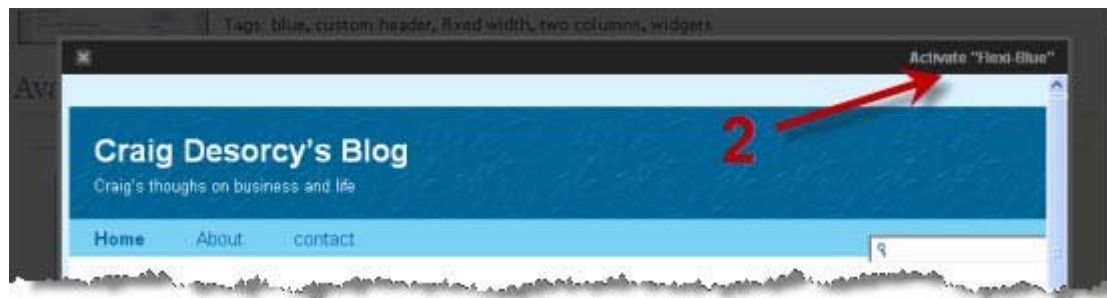 Tags: blue, custom header, fixed width, two columns, widgets
Activate "Flexi-Blue"
Ava
2
Craig Desorcy's Blog
Craig's thoughs on business and life
Home About contact